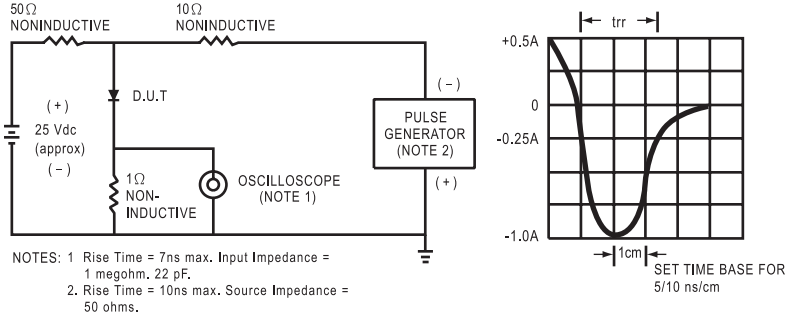 50Ω
NONINDUCTIVE
10Ω
NONINDUCTIVE
(+)
25 Vdc
(approx)
(−)
D.U.T
1Ω
NON-
INDUCTIVE
OSCILLOSCOPE
(NOTE 1)
(−)
PULSE
GENERATOR
(NOTE 2)
(+)
NOTES: 1 Rise Time = 7ns max. Input Impedance =
1 megohm. 22 pF.
2. Rise Time = 10ns max. Source Impedance =
50 ohms.
trr
+0.5A
0
-0.25A
-1.0A
1cm
SET TIME BASE FOR
5/10 ns/cm